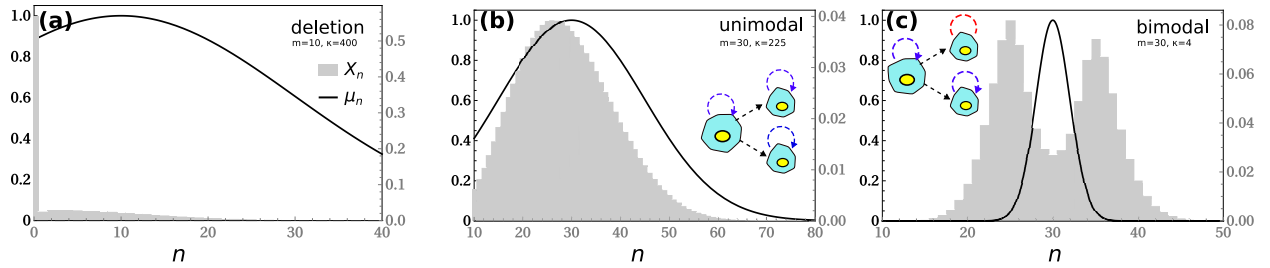 (a)
deletion
m=10, κ=400
Xₙ
μₙ
1.0
0.8
0.6
0.4
0.2
0
0.5
0.4
0.3
0.2
0.1
0.0
0 10 20 30 40
n
(b)
unimodal
m=30, κ=225
1.0
0.8
0.6
0.4
0.2
0
0.04
0.03
0.02
0.01
0.00
10 20 30 40 50 60 70 80
n
(c)
bimodal
m=30, κ=4
1.0
0.8
0.6
0.4
0.2
0
0.08
0.06
0.04
0.02
0.00
10 20 30 40 50
n